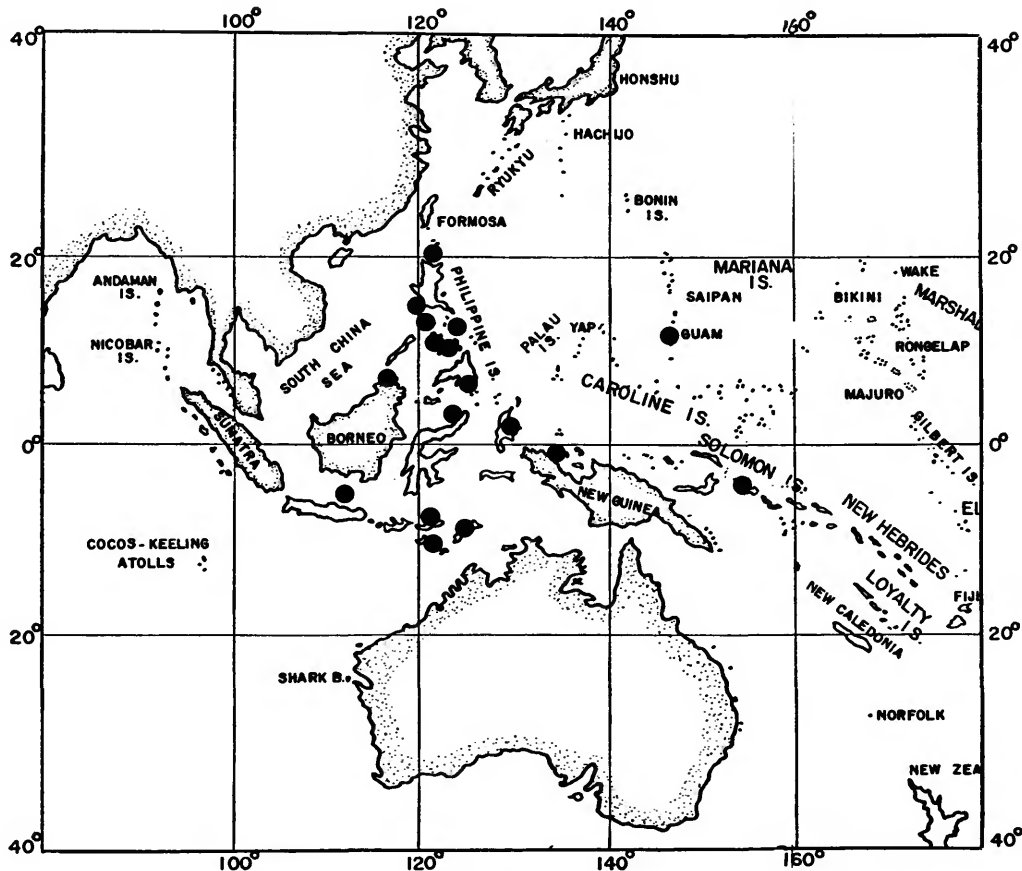 100° 120° 140° 160°
40° 40°
HONSHU
HACHIJO
RYUKYU
BONIN
IS.
FORMOSA
20° 20°
MARIANA
IS.
WAKE
ANDAMAN
IS.
PHILIPPINE IS.
SAIPAN
BIKINI
MARSHAL
SOUTH CHINA
SEA
PALAU
IS.
YAP
GUAM
NICOBAR
IS.
RONGELAP
CAROLINE IS.
MAJURO
GILBERT IS.
SUMATRA
BORNEO
0° 0°
SOLOMON IS.
NEW GUINEA
NEW HEBRIDES
EL
COCOS-KEELING
ATOLLS
LOYALTY
IS.
FIJI
NEW CALEDONIA
20° 20°
SHARK B.
NORFOLK
NEW ZEA
40° 40°
100° 120° 140° 160°